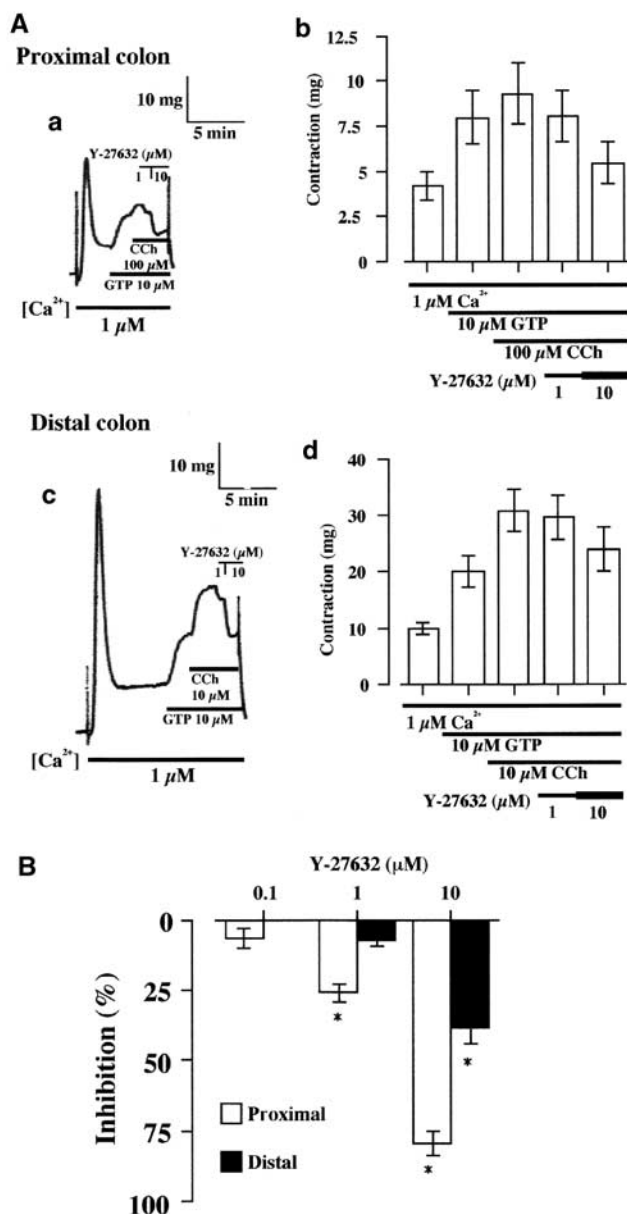 A
Proximal colon
a
10 mg
5 min
Y-27632 (µM)
1 10
CCh
100 µM
GTP 10 µM
[Ca2+]
1 µM
b
Contraction (mg)
12.5
10
7.5
5
2.5
0
1 µM Ca2+
10 µM GTP
100 µM CCh
Y-27632 (µM)
1 10
Distal colon
c
10 mg
5 min
Y-27632 (µM)
1 10
CCh
10 µM
GTP 10 µM
[Ca2+]
1 µM
d
Contraction (mg)
40
30
20
10
0
1 µM Ca2+
10 µM GTP
10 µM CCh
Y-27632 (µM)
1 10
B
Y-27632 (µM)
0.1 1 10
Inhibition (%)
0
25
50
75
100
*
*
*
Proximal
Distal